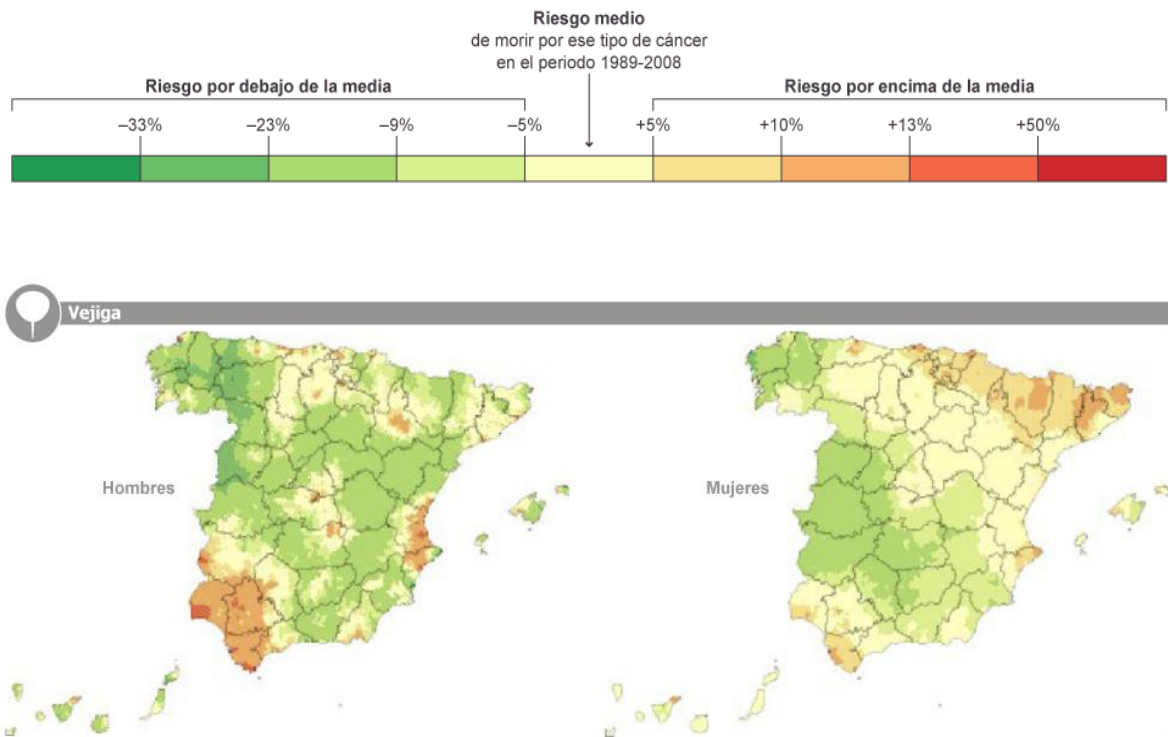 Riesgo medio
de morir por ese tipo de cáncer
en el periodo 1989-2008
Riesgo por debajo de la media
Riesgo por encima de la media
–33%
–23%
–9%
–5%
+5%
+10%
+13%
+50%
Vejiga
Hombres
Mujeres